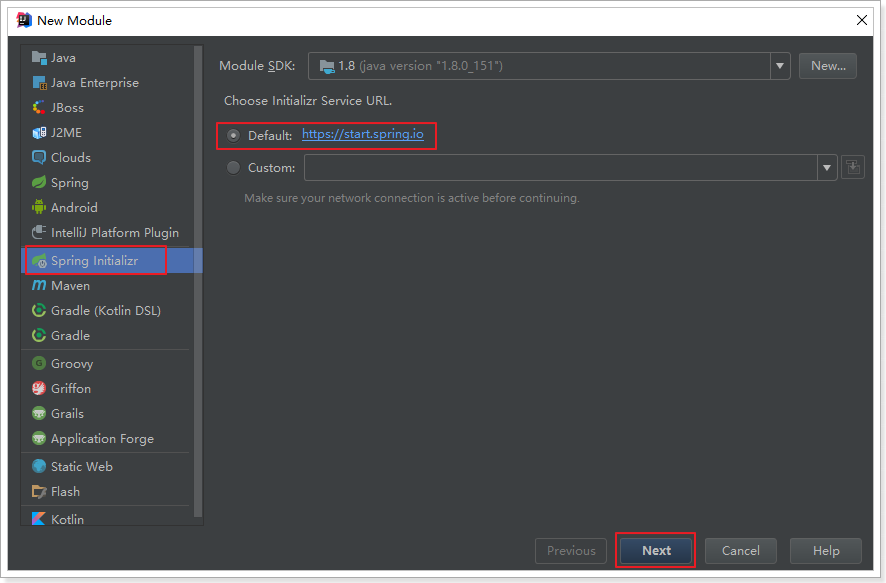 New Module
Java
Java Enterprise
JBoss
J2ME
Clouds
Spring
Android
IntelliJ Platform Plugin
Spring Initializr
Maven
Gradle (Kotlin DSL)
Gradle
Groovy
Griffon
Grails
Application Forge
Static Web
Flash
Kotlin
Module SDK: 1.8 (java version "1.8.0_151") New...
Choose Initializr Service URL.
Default: https://start.spring.io
Custom:
Make sure your network connection is active before continuing.
Previous Next Cancel Help